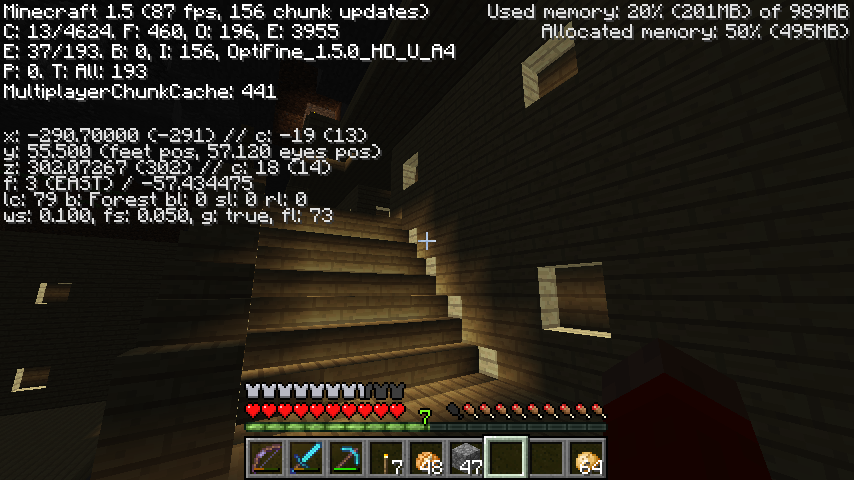 Minecraft 1.5 (87 fps, 156 chunk updates)
C: 13/4624. F: 460, O: 196, E: 3955
E: 37/193. B: 0, I: 156, OptiFine_1.5.0_HD_U_A4
P: 0. T: All: 193
MultiplayerChunkCache: 441
Used memory: 20% (201MB) of 989MB
Allocated memory: 50% (495MB)
x: -290.70000 (-291) // c: -19 (13)
y: 55.500 (feet pos, 57.120 eyes pos)
z: 302.07267 (302) // c: 18 (14)
f: 3 (EAST) / -57.434475
lc: 79 b: Forest bl: 0 sl: 0 rl: 0
ws: 0.100, fs: 0.050, g: true, fl: 73
7
7
48
47
64